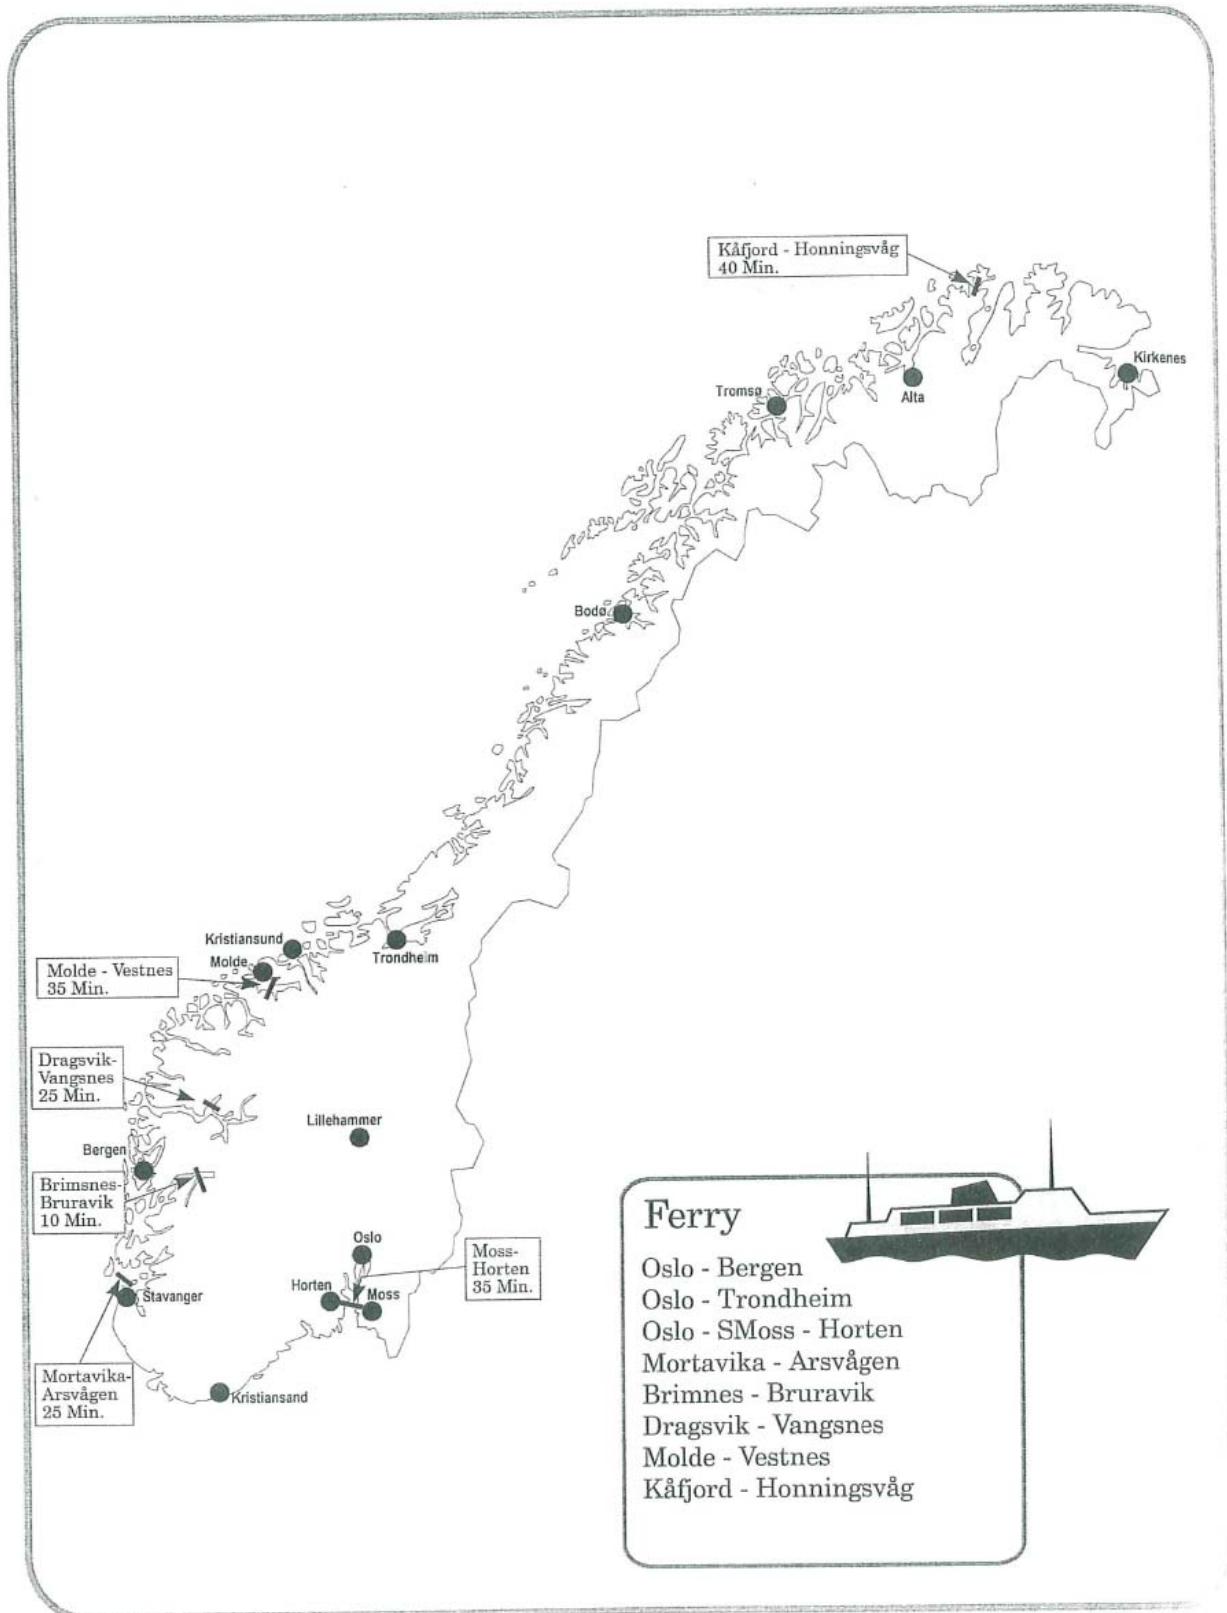 Kåfjord - Honningsvåg
40 Min.
Kirkenes
Tromsø
Alta
Bodø
Kristiansund
Molde
Trondheim
Molde - Vestnes
35 Min.
Dragsvik-
Vangsnes
25 Min.
Lillehammer
Bergen
Brimsnes-
Bruravik
10 Min.
Oslo
Moss-
Horten
35 Min.
Horten
Moss
Stavanger
Mortavika-
Arsvågen
25 Min.
Kristiansand
Ferry
Oslo - Bergen
Oslo - Trondheim
Oslo - SMoss - Horten
Mortavika - Arsvågen
Brimnes - Bruravik
Dragsvik - Vangsnes
Molde - Vestnes
Kåfjord - Honningsvåg